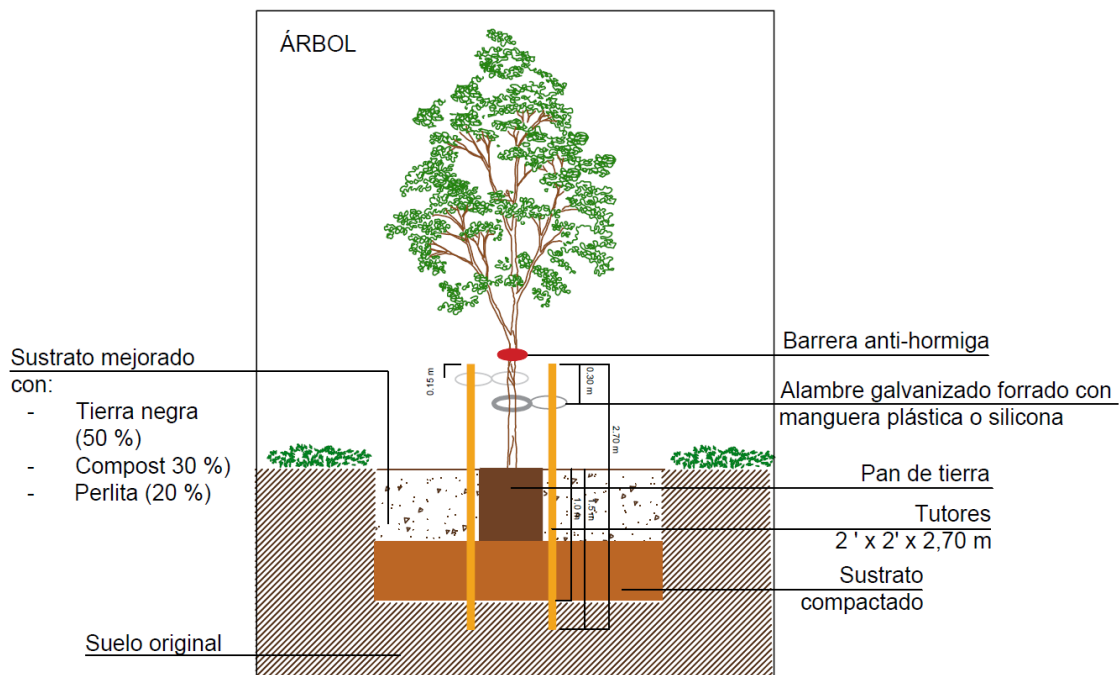 ÁRBOL
Barrera anti-hormiga
Sustrato mejorado
con:
- Tierra negra
(50 %)
- Compost 30 %)
- Perlita (20 %)
0.15 m
0.30 m
Alambre galvanizado forrado con
manguera plástica o silicona
2,70 m
Pan de tierra
1.0 m
1.5 m
Tutores
2 ' x 2' x 2,70 m
Sustrato
compactado
Suelo original